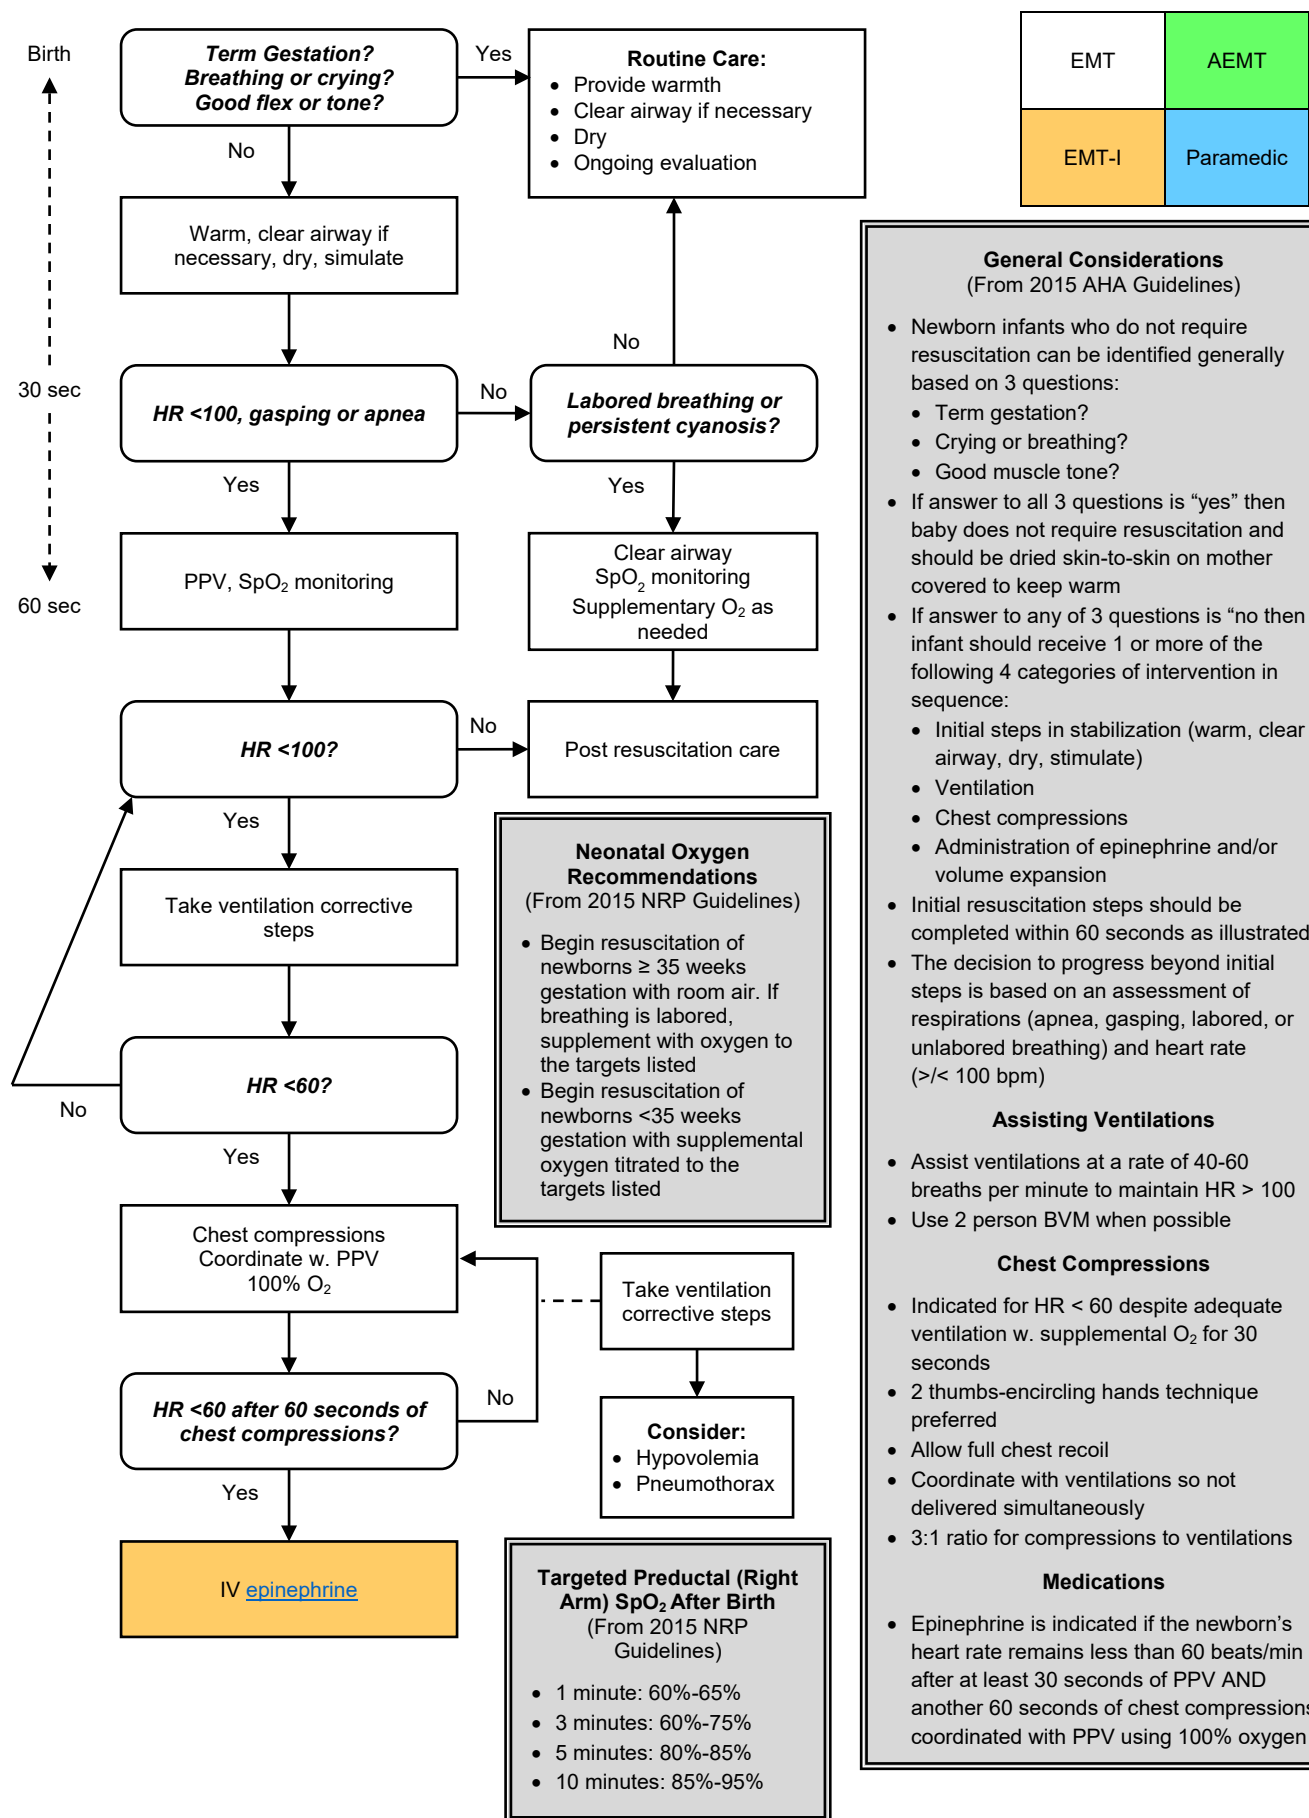 Birth
30 sec
60 sec
Term Gestation?
Breathing or crying?
Good flex or tone?
Yes
No
Routine Care:
• Provide warmth
• Clear airway if necessary
• Dry
• Ongoing evaluation
EMT
AEMT
EMT-I
Paramedic
Warm, clear airway if
necessary, dry, simulate
HR <100, gasping or apnea
No
Yes
Labored breathing or
persistent cyanosis?
No
Yes
PPV, SpO₂ monitoring
Clear airway
SpO₂ monitoring
Supplementary O₂ as
needed
HR <100?
No
Yes
Post resuscitation care
Take ventilation corrective
steps
HR <60?
No
Yes
Chest compressions
Coordinate w. PPV
100% O₂
Take ventilation
corrective steps
HR <60 after 60 seconds of
chest compressions?
No
Yes
Consider:
• Hypovolemia
• Pneumothorax
IV epinephrine
Neonatal Oxygen
Recommendations
(From 2015 NRP Guidelines)
• Begin resuscitation of
newborns ≥ 35 weeks
gestation with room air. If
breathing is labored,
supplement with oxygen to
the targets listed
• Begin resuscitation of
newborns <35 weeks
gestation with supplemental
oxygen titrated to the
targets listed
Targeted Preductal (Right
Arm) SpO₂ After Birth
(From 2015 NRP
Guidelines)
• 1 minute: 60%-65%
• 3 minutes: 60%-75%
• 5 minutes: 80%-85%
• 10 minutes: 85%-95%
General Considerations
(From 2015 AHA Guidelines)
• Newborn infants who do not require
resuscitation can be identified generally
based on 3 questions:
• Term gestation?
• Crying or breathing?
• Good muscle tone?
• If answer to all 3 questions is “yes” then
baby does not require resuscitation and
should be dried skin-to-skin on mother
covered to keep warm
• If answer to any of 3 questions is “no then
infant should receive 1 or more of the
following 4 categories of intervention in
sequence:
• Initial steps in stabilization (warm, clear
airway, dry, stimulate)
• Ventilation
• Chest compressions
• Administration of epinephrine and/or
volume expansion
• Initial resuscitation steps should be
completed within 60 seconds as illustrated
• The decision to progress beyond initial
steps is based on an assessment of
respirations (apnea, gasping, labored, or
unlabored breathing) and heart rate
(>/< 100 bpm)
Assisting Ventilations
• Assist ventilations at a rate of 40-60
breaths per minute to maintain HR > 100
• Use 2 person BVM when possible
Chest Compressions
• Indicated for HR < 60 despite adequate
ventilation w. supplemental O₂ for 30
seconds
• 2 thumbs-encircling hands technique
preferred
• Allow full chest recoil
• Coordinate with ventilations so not
delivered simultaneously
• 3:1 ratio for compressions to ventilations
Medications
• Epinephrine is indicated if the newborn’s
heart rate remains less than 60 beats/min
after at least 30 seconds of PPV AND
another 60 seconds of chest compressions
coordinated with PPV using 100% oxygen